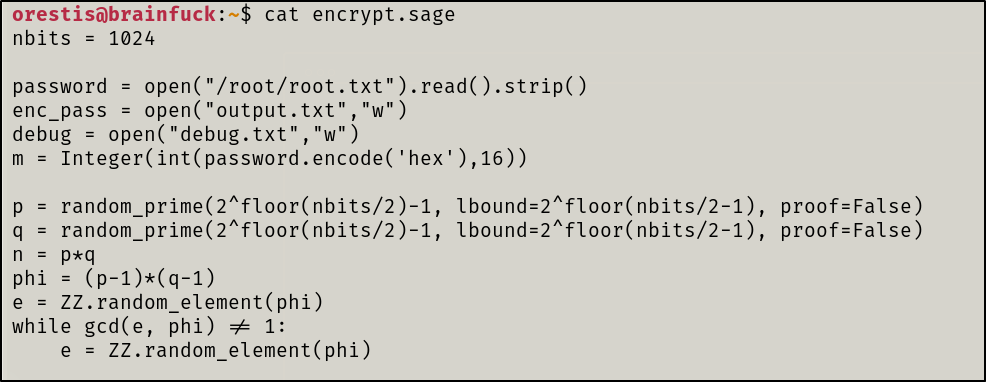 orestis@brainfuck:~$ cat encrypt.sage
nbits = 1024
password = open("/root/root.txt").read().strip()
enc_pass = open("output.txt","w")
debug = open("debug.txt","w")
m = Integer(int(password.encode('hex'),16))
p = random_prime(2^floor(nbits/2)-1, lbound=2^floor(nbits/2-1), proof=False)
q = random_prime(2^floor(nbits/2)-1, lbound=2^floor(nbits/2-1), proof=False)
n = p*q
phi = (p-1)*(q-1)
e = ZZ.random_element(phi)
while gcd(e, phi) ≠ 1:
    e = ZZ.random_element(phi)